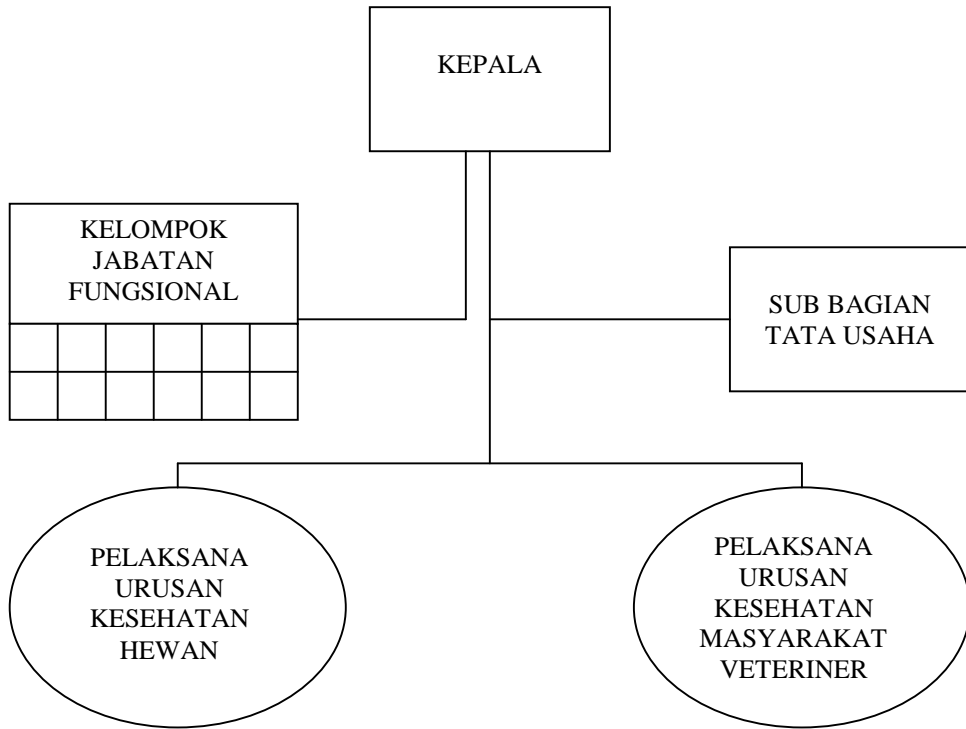 KEPALA
KELOMPOK
JABATAN
FUNGSIONAL
SUB BAGIAN
TATA USAHA
PELAKSANA
URUSAN
KESEHATAN
HEWAN
PELAKSANA
URUSAN
KESEHATAN
MASYARAKAT
VETERINER